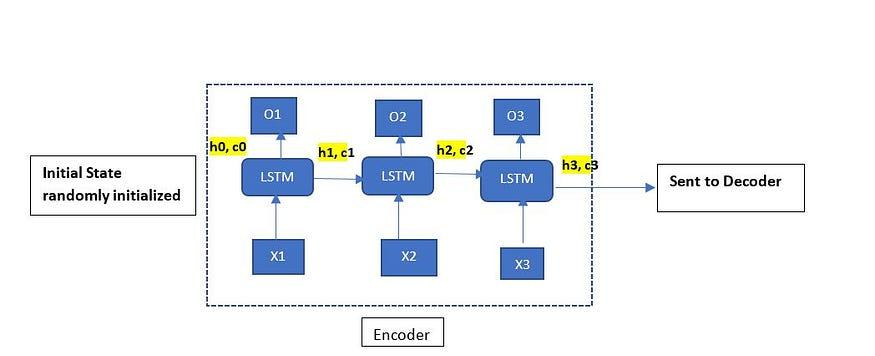 O1
O2
O3
h0, c0
h1, c1
h2, c2
h3, c3
Initial State
randomly initialized
LSTM
LSTM
LSTM
Sent to Decoder
X1
X2
X3
Encoder